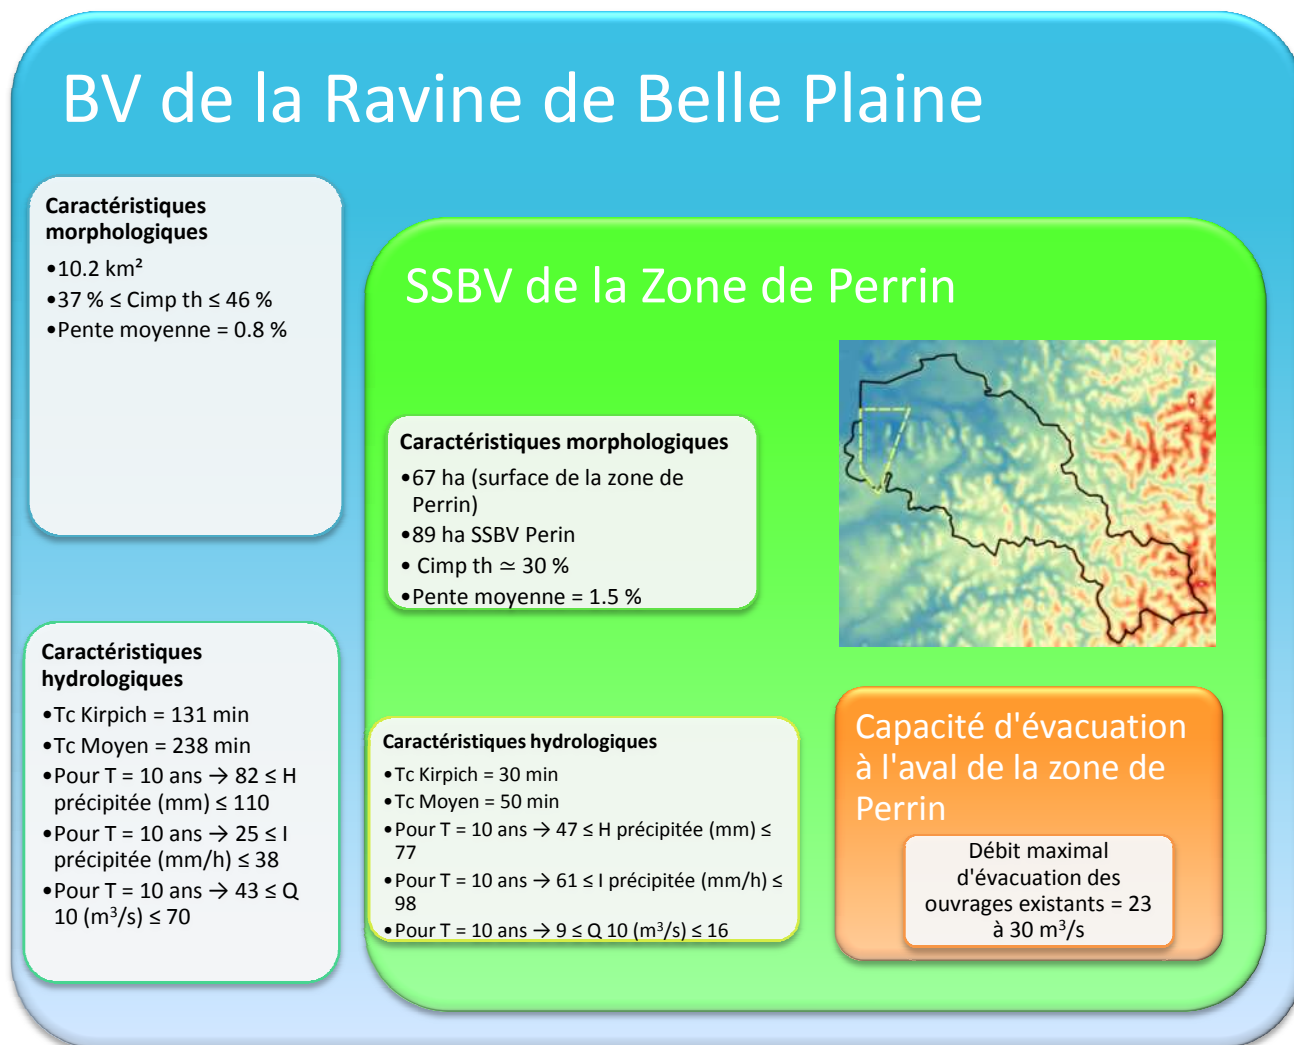 BV de la Ravine de Belle Plaine
Caractéristiques
morphologiques
•10.2 km²
•37 % ≤ Cimp th ≤ 46 %
•Pente moyenne = 0.8 %
SSBV de la Zone de Perrin
Caractéristiques morphologiques
•67 ha (surface de la zone de
Perrin)
•89 ha SSBV Perin
• Cimp th ≃ 30 %
•Pente moyenne = 1.5 %
Caractéristiques
hydrologiques
•Tc Kirpich = 131 min
•Tc Moyen = 238 min
•Pour T = 10 ans → 82 ≤ H
précipitée (mm) ≤ 110
•Pour T = 10 ans → 25 ≤ I
précipitée (mm/h) ≤ 38
•Pour T = 10 ans → 43 ≤ Q
10 (m³/s) ≤ 70
Caractéristiques hydrologiques
•Tc Kirpich = 30 min
•Tc Moyen = 50 min
•Pour T = 10 ans → 47 ≤ H précipitée (mm) ≤
77
•Pour T = 10 ans → 61 ≤ I précipitée (mm/h) ≤
98
•Pour T = 10 ans → 9 ≤ Q 10 (m³/s) ≤ 16
Capacité d'évacuation
à l'aval de la zone de
Perrin
Débit maximal
d'évacuation des
ouvrages existants = 23
à 30 m³/s